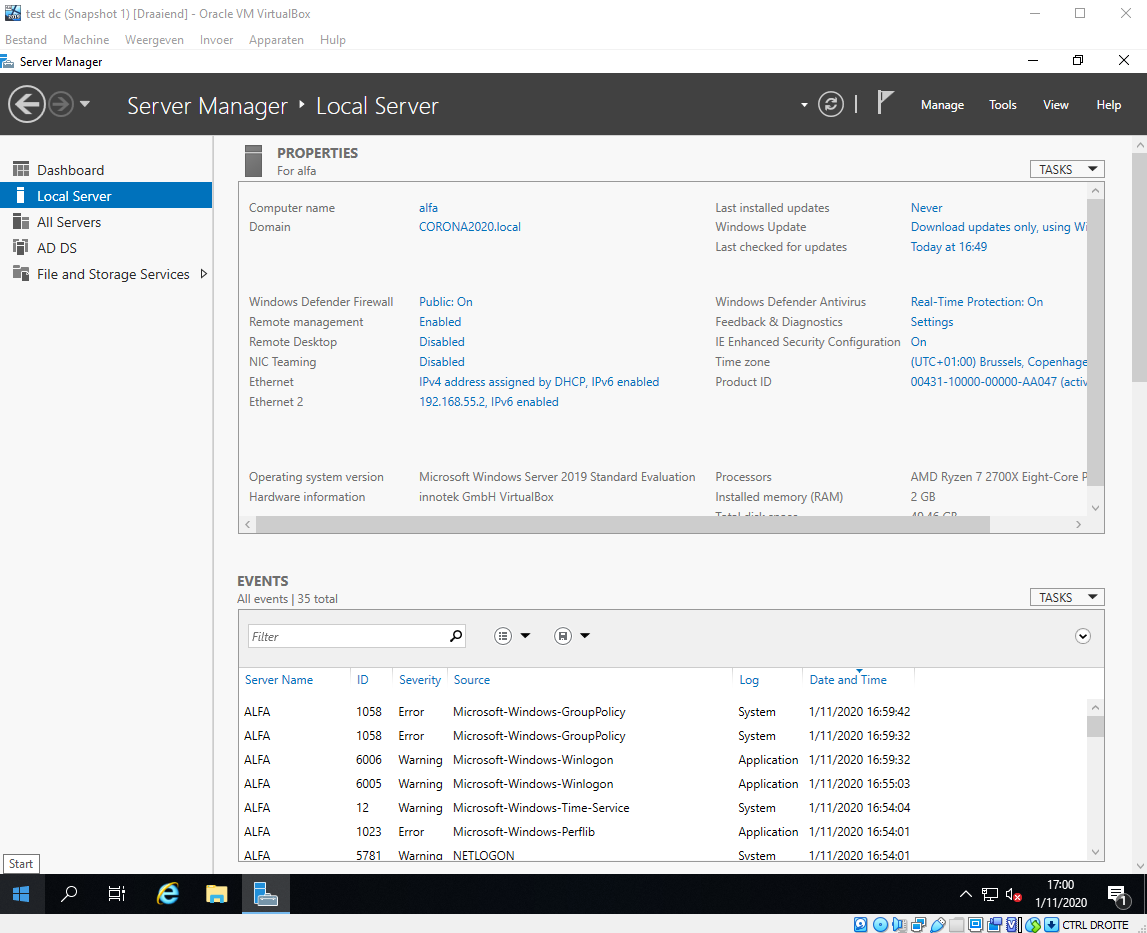 test dc (Snapshot 1) [Draaiend] - Oracle VM VirtualBox
Bestand Machine Weergeven Invoer Apparaten Hulp
Server Manager
Server Manager Local Server
Manage Tools View Help
Dashboard
Local Server
All Servers
AD DS
File and Storage Services
PROPERTIES
For alfa
TASKS
Computer name alfa Last installed updates Never
Domain CORONA2020.local Windows Update Download updates only, using Wi
Last checked for updates Today at 16:49
Windows Defender Firewall Public: On Windows Defender Antivirus Real-Time Protection: On
Remote management Enabled Feedback & Diagnostics Settings
Remote Desktop Disabled IE Enhanced Security Configuration On
NIC Teaming Disabled Time zone (UTC+01:00) Brussels, Copenhage
Ethernet IPv4 address assigned by DHCP, IPv6 enabled Product ID 00431-10000-00000-AA047 (activ
Ethernet 2 192.168.55.2, IPv6 enabled
Operating system version Microsoft Windows Server 2019 Standard Evaluation Processors AMD Ryzen 7 2700X Eight-Core P
Hardware information innotek GmbH VirtualBox Installed memory (RAM) 2 GB
Total disk space 40.46 GB
EVENTS
All events | 35 total
TASKS
Filter
Server Name ID Severity Source Log Date and Time
ALFA 1058 Error Microsoft-Windows-GroupPolicy System 1/11/2020 16:59:42
ALFA 1058 Error Microsoft-Windows-GroupPolicy System 1/11/2020 16:59:32
ALFA 6006 Warning Microsoft-Windows-Winlogon Application 1/11/2020 16:59:32
ALFA 6005 Warning Microsoft-Windows-Winlogon Application 1/11/2020 16:55:03
ALFA 12 Warning Microsoft-Windows-Time-Service System 1/11/2020 16:54:04
ALFA 1023 Error Microsoft-Windows-Perflib Application 1/11/2020 16:54:01
ALFA 5781 Warning NETLOGON System 1/11/2020 16:54:01
Start
17:00
1/11/2020
1
CTRL DROITE